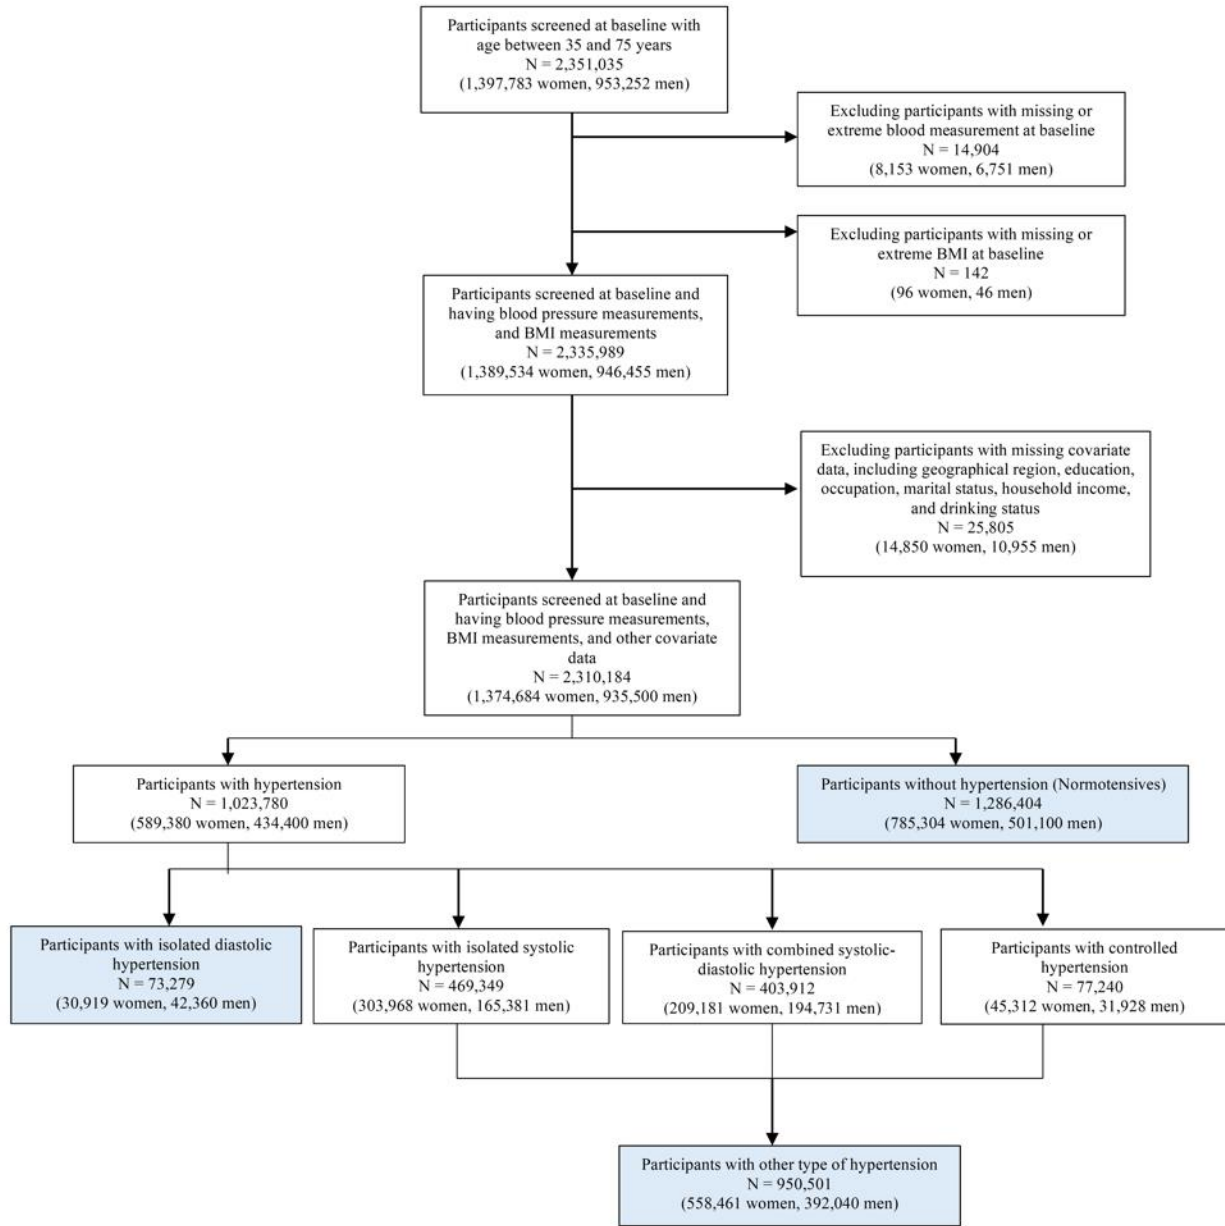 Participants screened at baseline with
age between 35 and 75 years
N = 2,351,035
(1,397,783 women, 953,252 men)
Excluding participants with missing or
extreme blood measurement at baseline
N = 14,904
(8,153 women, 6,751 men)
Excluding participants with missing or
extreme BMI at baseline
N = 142
(96 women, 46 men)
Participants screened at baseline and
having blood pressure measurements,
and BMI measurements
N = 2,335,989
(1,389,534 women, 946,455 men)
Excluding participants with missing covariate
data, including geographical region, education,
occupation, marital status, household income,
and drinking status
N = 25,805
(14,850 women, 10,955 men)
Participants screened at baseline and
having blood pressure measurements,
BMI measurements, and other covariate
data
N = 2,310,184
(1,374,684 women, 935,500 men)
Participants with hypertension
N = 1,023,780
(589,380 women, 434,400 men)
Participants without hypertension (Normotensives)
N = 1,286,404
(785,304 women, 501,100 men)
Participants with isolated diastolic
hypertension
N = 73,279
(30,919 women, 42,360 men)
Participants with isolated systolic
hypertension
N = 469,349
(303,968 women, 165,381 men)
Participants with combined systolic-
diastolic hypertension
N = 403,912
(209,181 women, 194,731 men)
Participants with controlled
hypertension
N = 77,240
(45,312 women, 31,928 men)
Participants with other type of hypertension
N = 950,501
(558,461 women, 392,040 men)